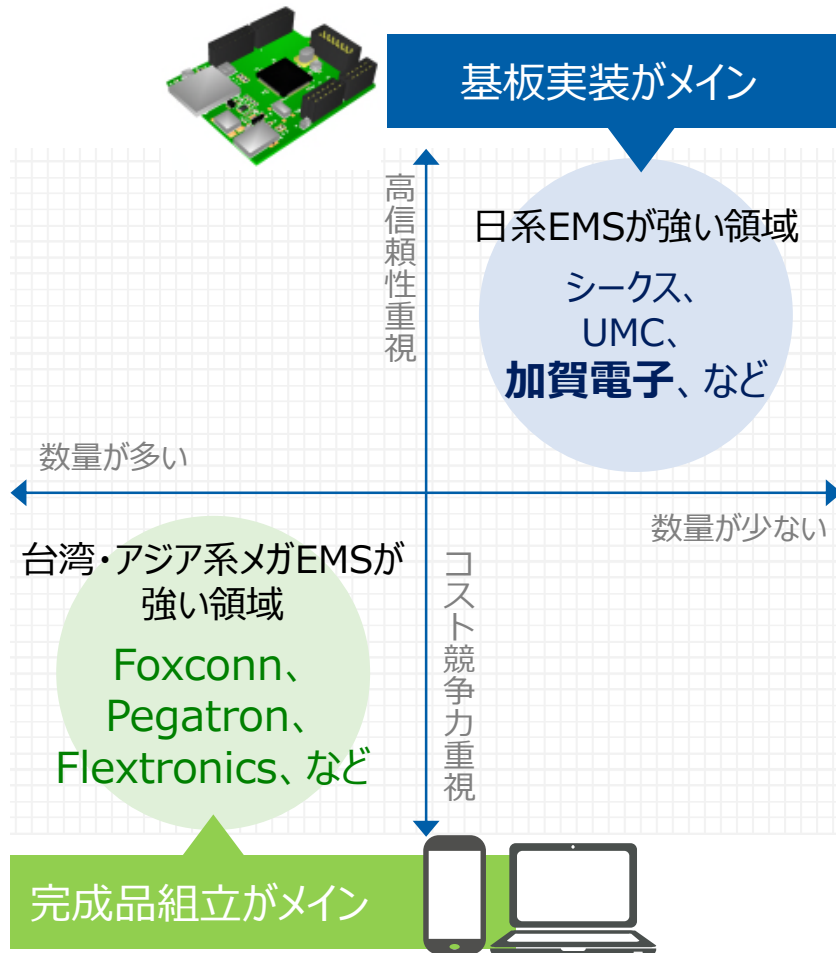 基板実装がメイン
高信頼性重視
日系EMSが強い領域
シークス、
UMC、
加賀電子、など
数量が多い
数量が少ない
台湾・アジア系メガEMSが
強い領域
Foxconn、
Pegatron、
Flextronics、など
コスト競争力重視
完成品組立がメイン